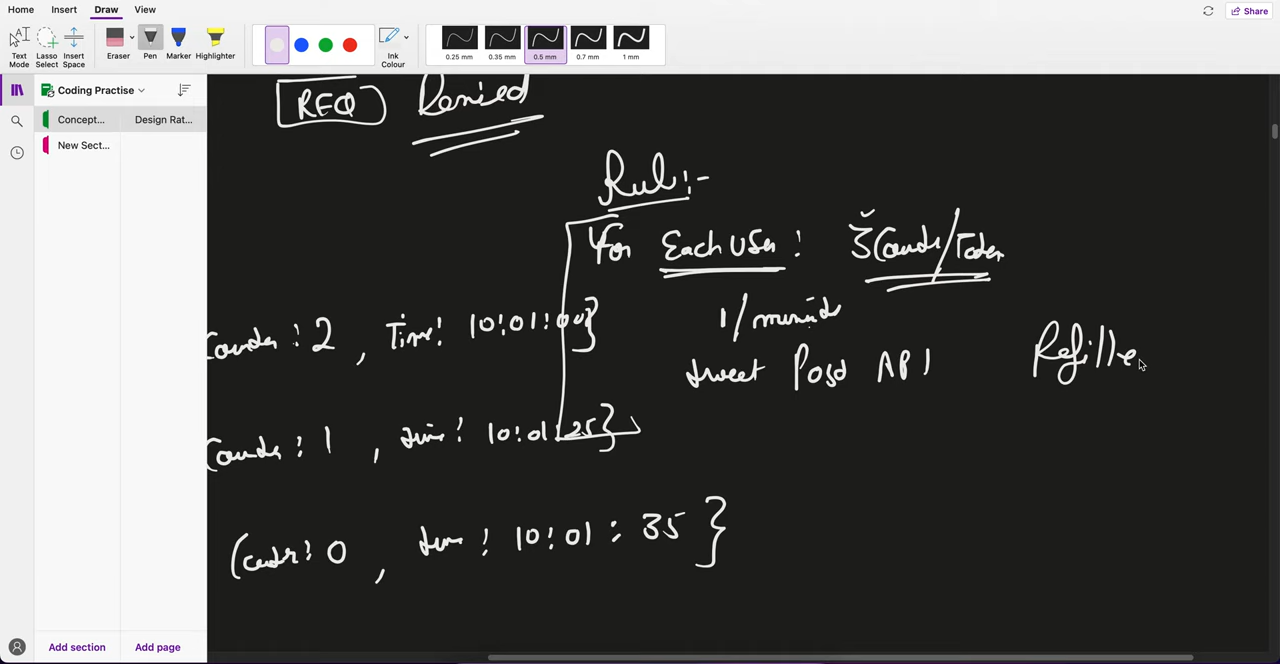 Home Insert Draw View
Share
Text Mode
Lasso Select
Insert Space
Eraser
Pen
Marker
Highlighter
Ink Colour
0.25 mm
0.35 mm
0.5 mm
0.7 mm
1 mm
Coding Practise
Concept...
Design Rat...
New Sect...
REQ Denied
Rul:-
For Each User : 3 Counter/Token
Counter : 2 , Time : 10:01:00}
1/minute
tweet Post API
Refille
Counter : 1 , time : 10:01:25}
Counter : 0 , time : 10:01:35 }
Add section
Add page